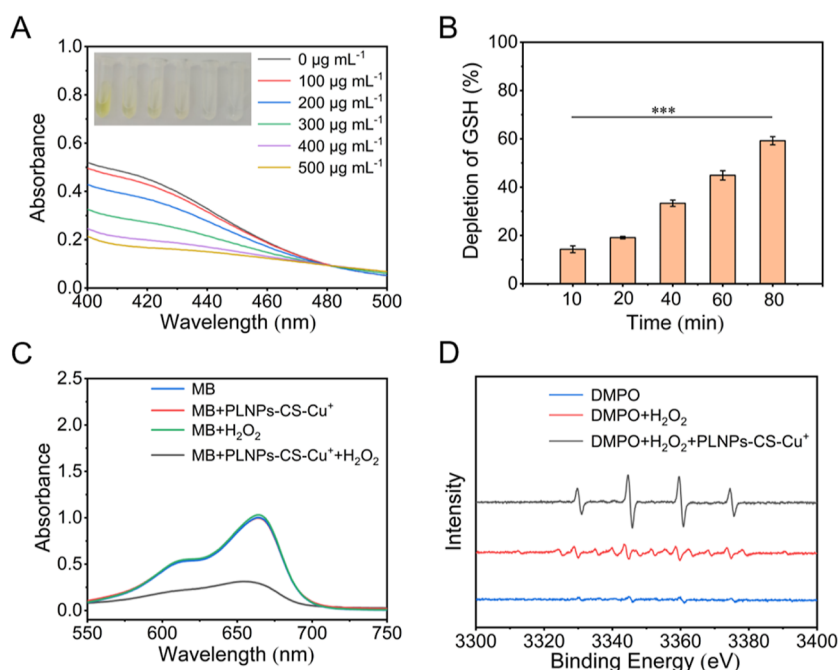 A
1.0
0.8
0.6
0.4
0.2
0.0
Absorbance
0 µg mL⁻¹
100 µg mL⁻¹
200 µg mL⁻¹
300 µg mL⁻¹
400 µg mL⁻¹
500 µg mL⁻¹
400 420 440 460 480 500
Wavelength (nm)
B
100
80
60
40
20
0
Depletion of GSH (%)
***
10 20 40 60 80
Time (min)
C
2.5
2.0
1.5
1.0
0.5
0.0
Absorbance
MB
MB+PLNPs-CS-Cu⁺
MB+H₂O₂
MB+PLNPs-CS-Cu⁺+H₂O₂
550 600 650 700 750
Wavelength (nm)
D
Intensity
DMPO
DMPO+H₂O₂
DMPO+H₂O₂+PLNPs-CS-Cu⁺
3300 3320 3340 3360 3380 3400
Binding Energy (eV)